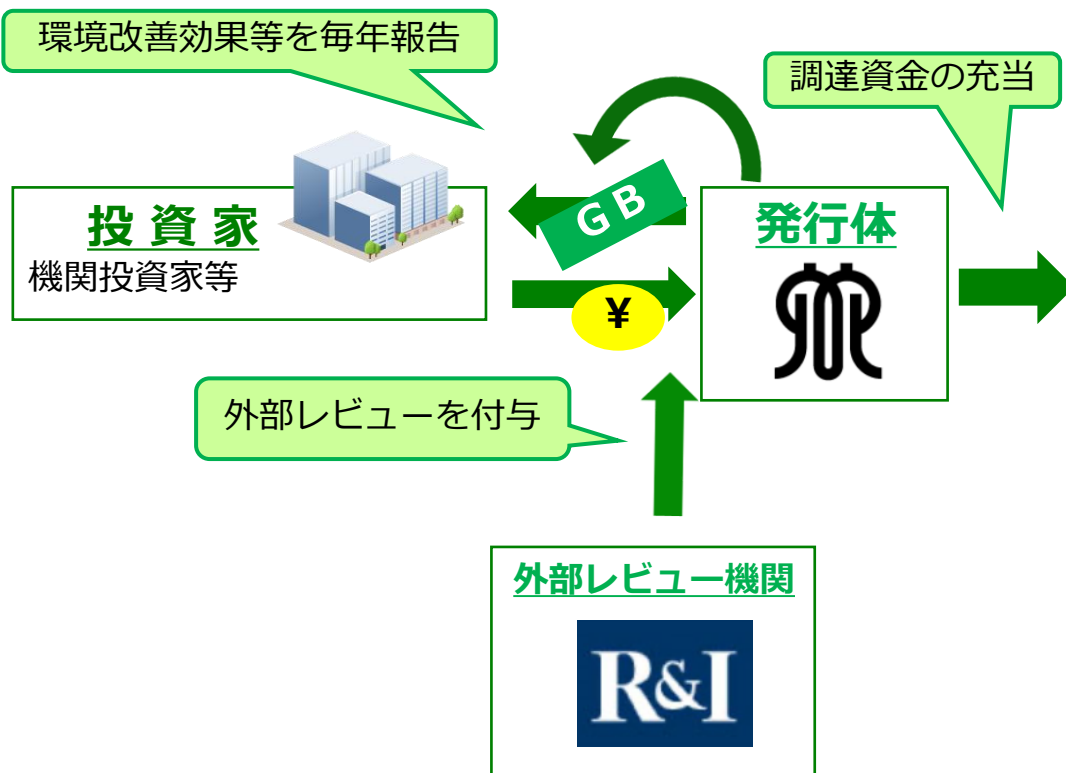 環境改善効果等を毎年報告
調達資金の充当
投資家
機関投資家等
GB
¥
発行体
外部レビューを付与
外部レビュー機関
R&I